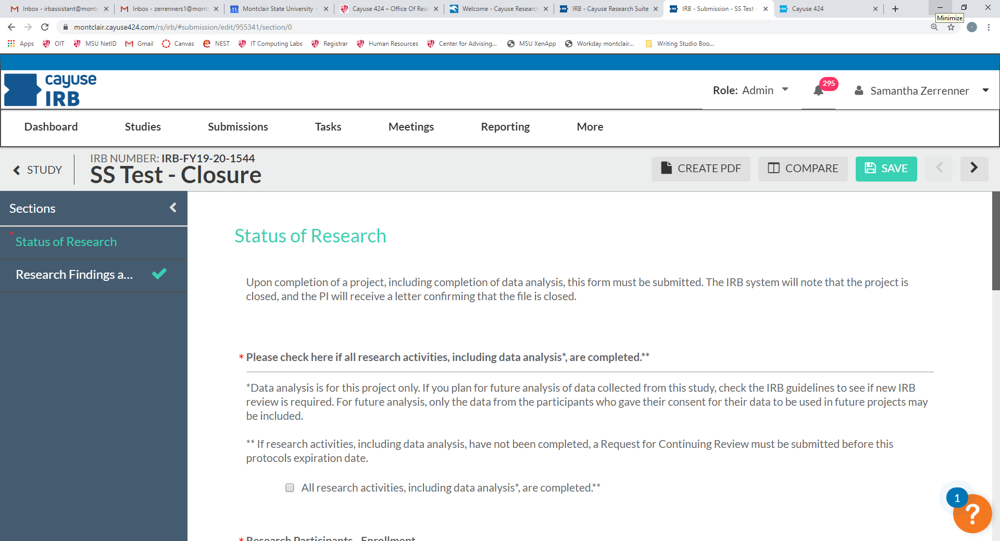 Inbox - irbassistant@montc
Inbox - zerrenners1@montc
Montclair State University -
Cayuse 424 – Office Of Rese
Welcome - Cayuse Research
IRB - Cayuse Research Suite
IRB - Submission - SS Test -
Cayuse 424
Minimize
montclair.cayuse424.com/rs/irb/#submission/edit/955341/section/0
Apps
OIT
MSU NetID
Gmail
Canvas
NEST
IT Computing Labs
Registrar
Human Resources
Center for Advising...
MSU XenApp
Workday montclair...
Writing Studio Boo...
cayuse
IRB
Role: Admin
295
Samantha Zerrenner
Dashboard
Studies
Submissions
Tasks
Meetings
Reporting
More
STUDY
IRB NUMBER: IRB-FY19-20-1544
SS Test - Closure
CREATE PDF
COMPARE
SAVE
Sections
* Status of Research
Research Findings a...
Status of Research
Upon completion of a project, including completion of data analysis, this form must be submitted. The IRB system will note that the project is
closed, and the PI will receive a letter confirming that the file is closed.
* Please check here if all research activities, including data analysis*, are completed.**
*Data analysis is for this project only. If you plan for future analysis of data collected from this study, check the IRB guidelines to see if new IRB
review is required. For future analysis, only the data from the participants who gave their consent for their data to be used in future projects may
be included.
** If research activities, including data analysis, have not been completed, a Request for Continuing Review must be submitted before this
protocols expiration date.
All research activities, including data analysis*, are completed.**
1
?
* Research Participants - Enrollment